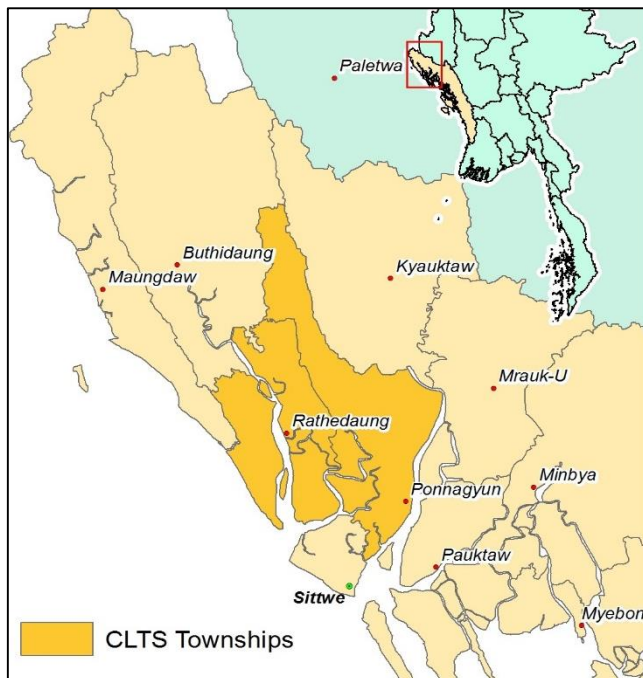 Paletwa
Buthidaung
Maungdaw
Kyauktaw
Mrauk-U
Rathedaung
Minbya
Ponnagyun
Pauktaw
Sittwe
Myebon
CLTS Townships